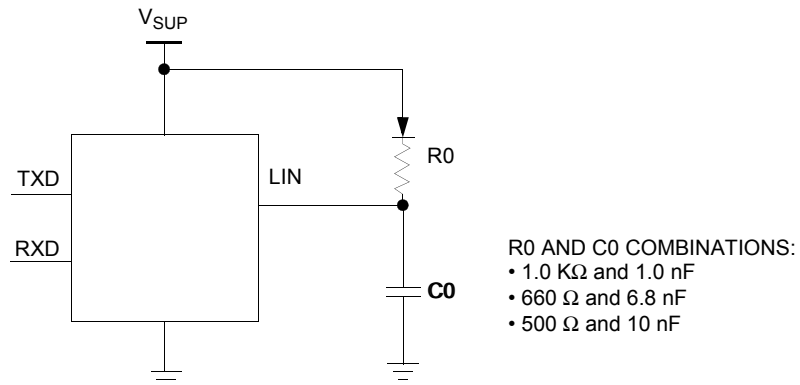 VSUP
R0
TXD
LIN
RXD
C0
R0 AND C0 COMBINATIONS:
• 1.0 KΩ and 1.0 nF
• 660 Ω and 6.8 nF
• 500 Ω and 10 nF